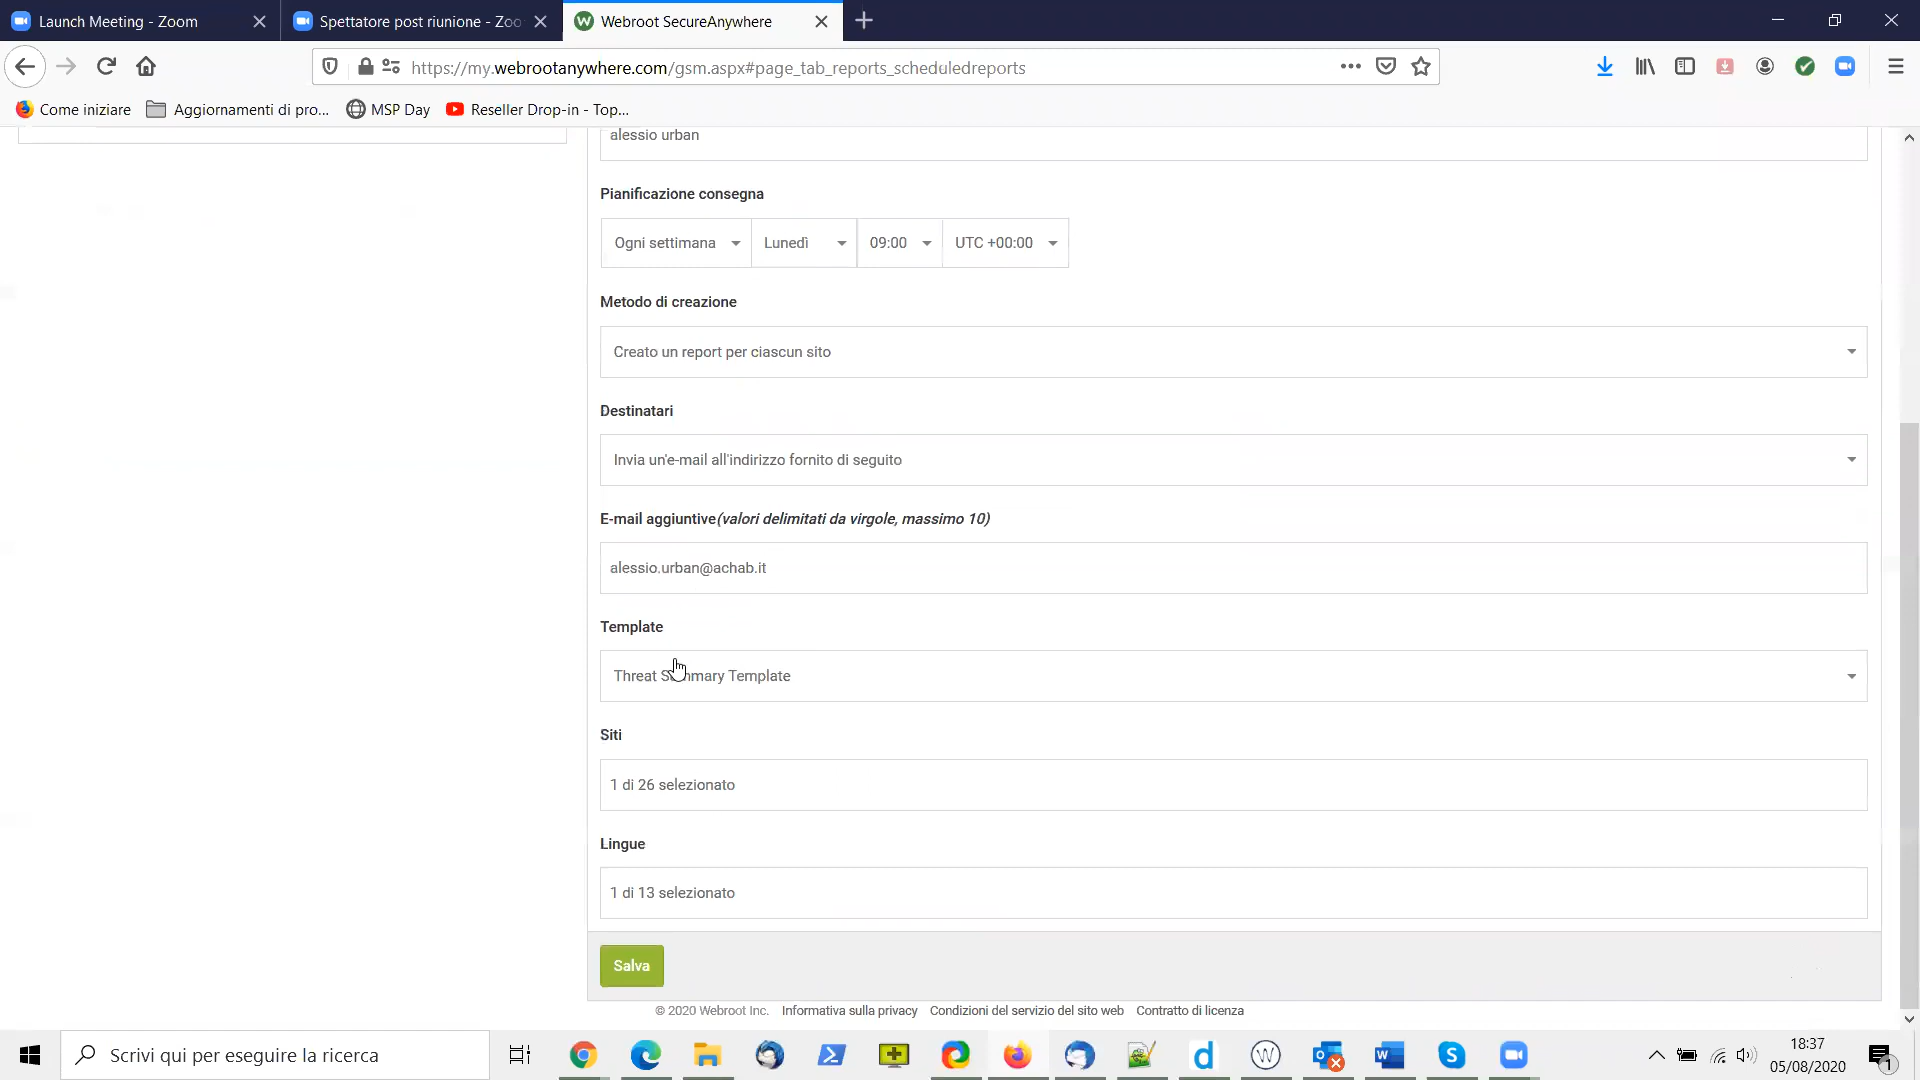 Launch Meeting - Zoom
Spettatore post riunione - Zoo
Webroot SecureAnywhere
https://my.webrootanywhere.com/gsm.aspx#page_tab_reports_scheduledreports
Come iniziare
Aggiornamenti di pro...
MSP Day
Reseller Drop-in - Top...
alessio urban
Pianificazione consegna
Ogni settimana
Lunedì
09:00
UTC +00:00
Metodo di creazione
Creato un report per ciascun sito
Destinatari
Invia un'e-mail all'indirizzo fornito di seguito
E-mail aggiuntive(valori delimitati da virgole, massimo 10)
alessio.urban@achab.it
Template
Threat Summary Template
Siti
1 di 26 selezionato
Lingue
1 di 13 selezionato
Salva
© 2020 Webroot Inc. Informativa sulla privacy Condizioni del servizio del sito web Contratto di licenza
Scrivi qui per eseguire la ricerca
18:37
05/08/2020
1